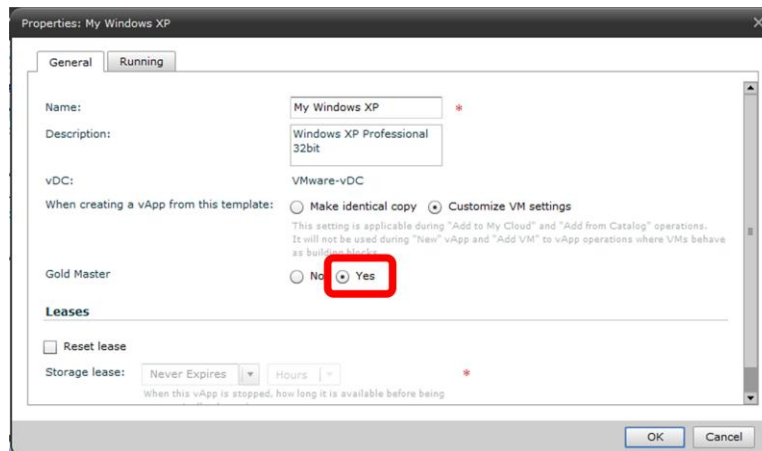 Properties: My Windows XP
General Running
Name: My Windows XP *
Description: Windows XP Professional
32bit
vDC: VMware-vDC
When creating a vApp from this template: Make identical copy Customize VM settings
This setting is applicable during "Add to My Cloud" and "Add from Catalog" operations.
It will not be used during "New" vApp and "Add VM" to vApp operations where VMs behave
as building blocks.
Gold Master No Yes
Leases
Reset lease
Storage lease: Never Expires Hours *
When this vApp is stopped, how long it is available before being
OK Cancel